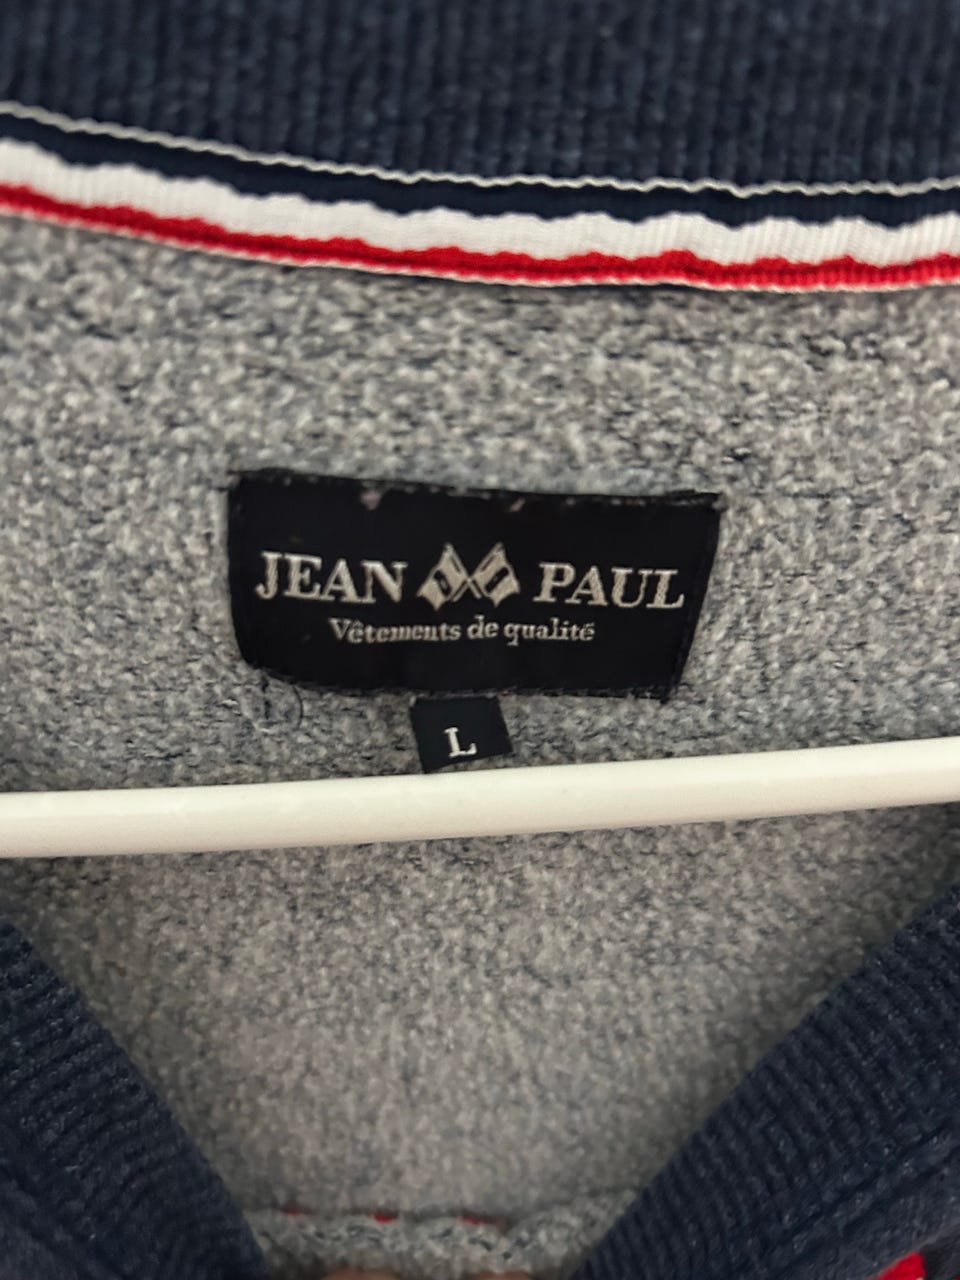 JEAN PAUL
Vêtements de qualité
L